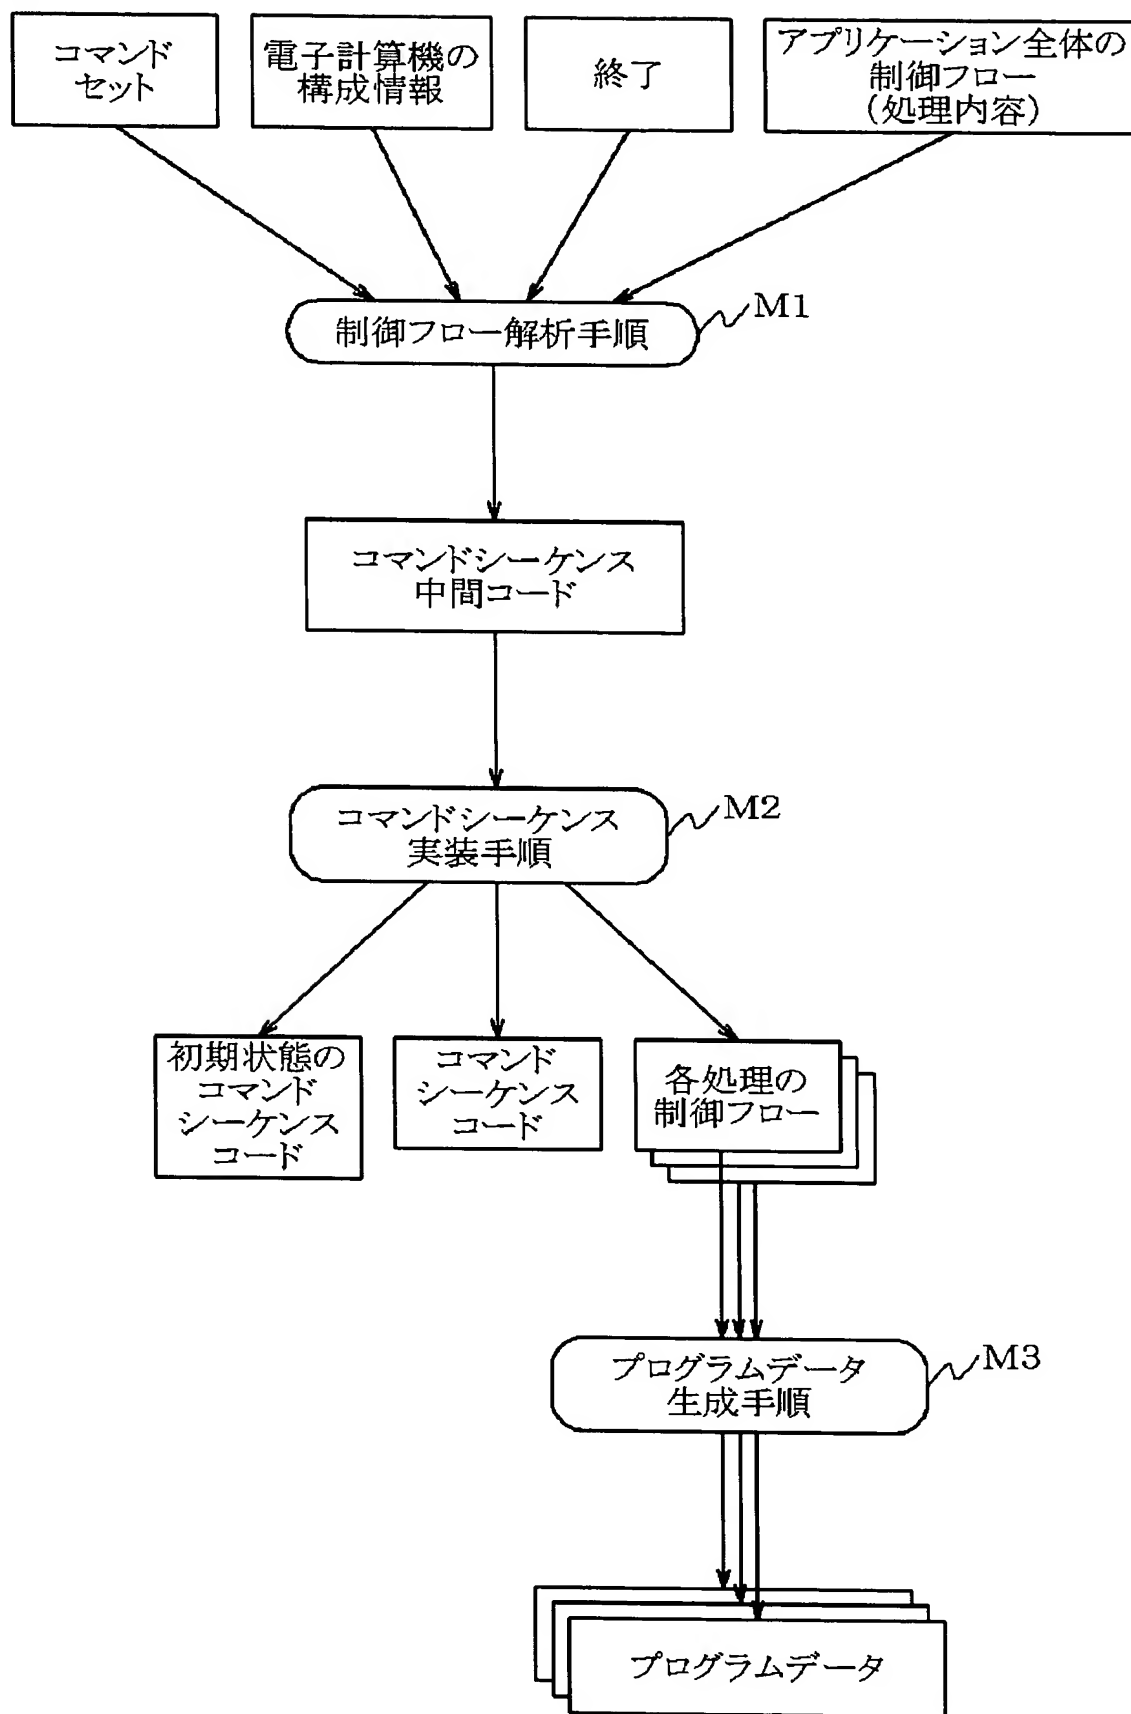 コマンド
セット
電子計算機の
構成情報
終了
アプリケーション全体の
制御フロー
(処理内容)
制御フロー解析手順
M1
コマンドシーケンス
中間コード
コマンドシーケンス
実装手順
M2
初期状態の
コマンド
シーケンス
コード
コマンド
シーケンス
コード
各処理の
制御フロー
プログラムデータ
生成手順
M3
プログラムデータ